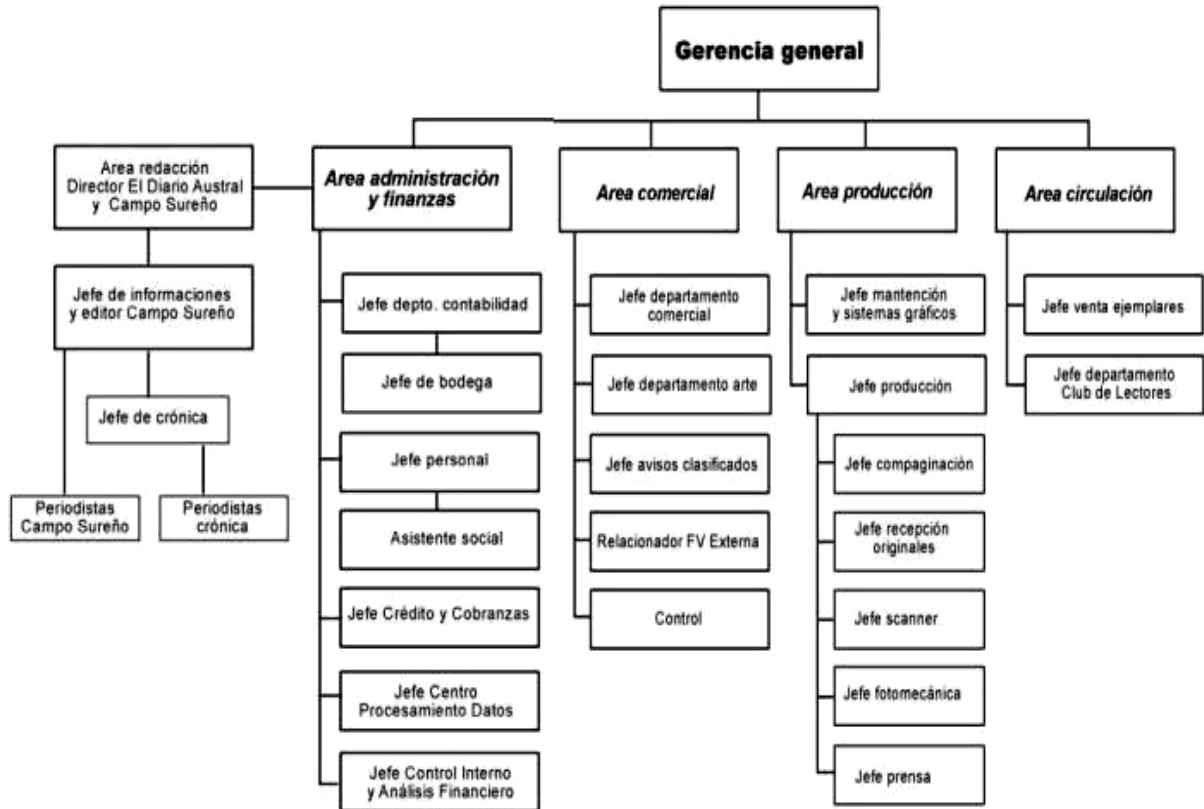 Gerencia general
Area redacción
Director El Diario Austral
y Campo Sureño
Area administración
y finanzas
Area comercial
Area producción
Area circulación
Jefe de informaciones
y editor Campo Sureño
Jefe de crónica
Periodistas
Campo Sureño
Periodistas
crónica
Jefe depto. contabilidad
Jefe de bodega
Jefe personal
Asistente social
Jefe Crédito y Cobranzas
Jefe Centro
Procesamiento Datos
Jefe Control Interno
y Análisis Financiero
Jefe departamento
comercial
Jefe departamento arte
Jefe avisos clasificados
Relacionador FV Externa
Control
Jefe mantención
y sistemas gráficos
Jefe producción
Jefe compaginación
Jefe recepción
originales
Jefe scanner
Jefe fotomecánica
Jefe prensa
Jefe venta ejemplares
Jefe departamento
Club de Lectores